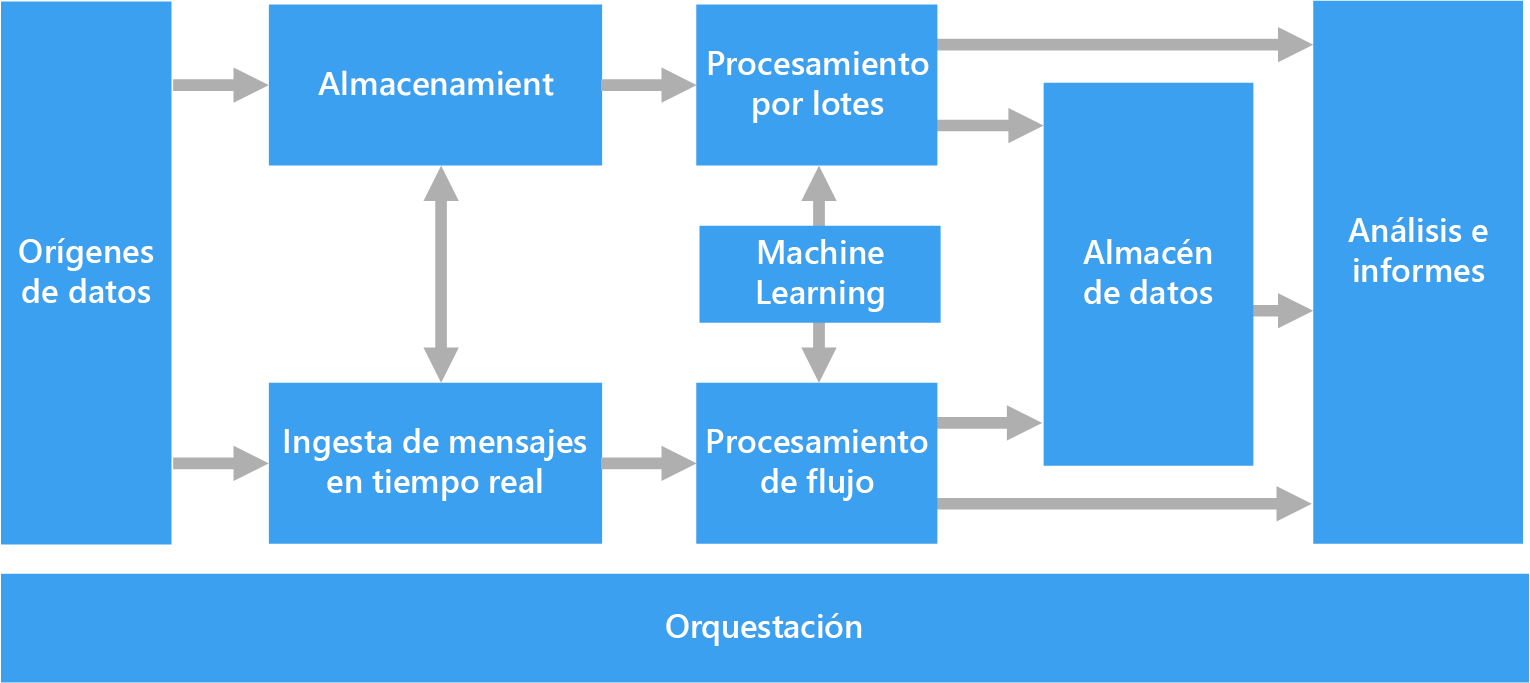 Orígenes
de datos
Almacenamient
Procesamiento
por lotes
Machine
Learning
Almacén
de datos
Análisis e
informes
Ingesta de mensajes
en tiempo real
Procesamiento
de flujo
Orquestación